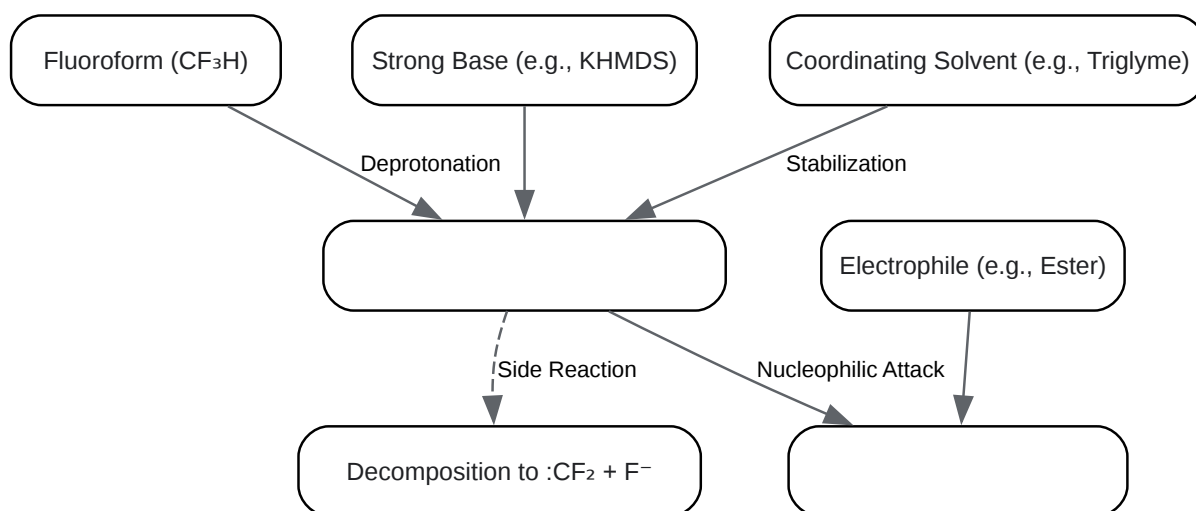 Fluoroform (CF₃H)
Strong Base (e.g., KHMDS)
Coordinating Solvent (e.g., Triglyme)
Deprotonation
Stabilization
Electrophile (e.g., Ester)
Side Reaction
Nucleophilic Attack
Decomposition to :CF₂ + F⁻